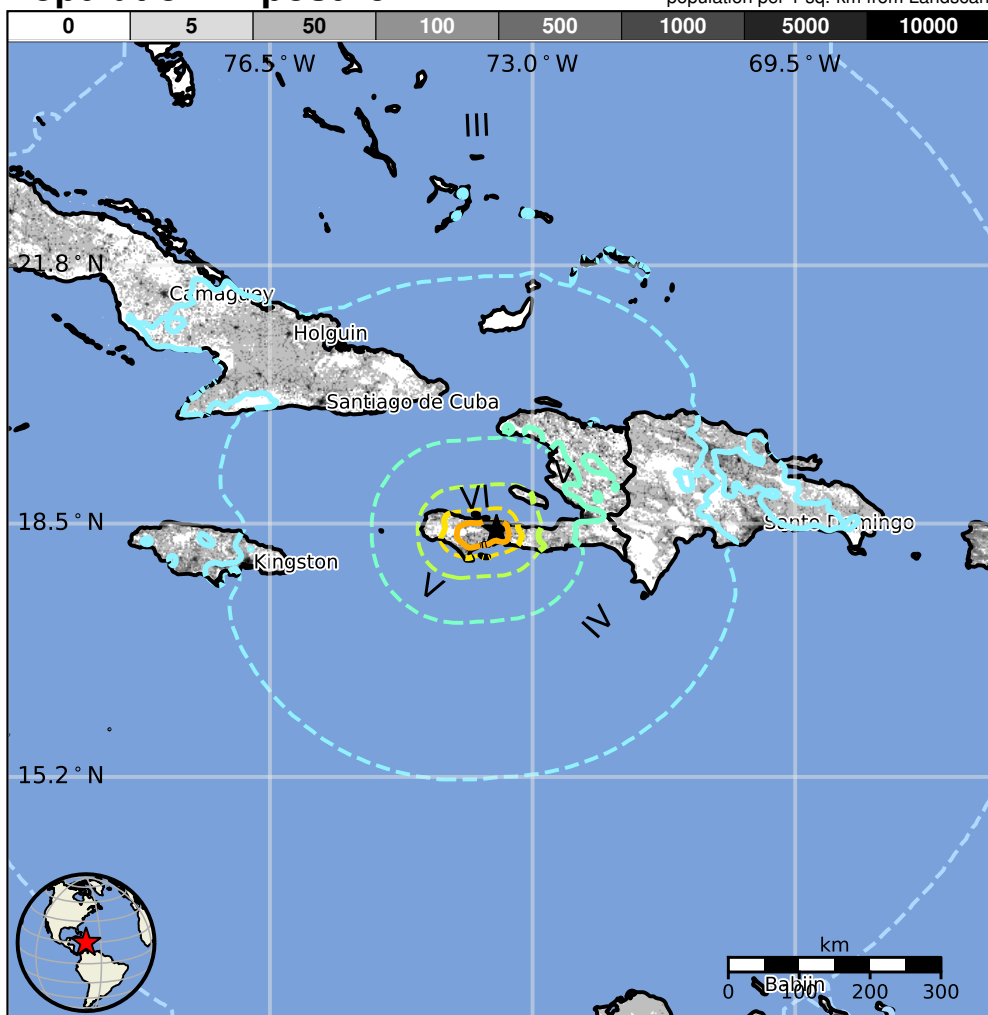 population per 1 sq. km from Landscan
0 5 50 100 500 1000 5000 10000
76.5°W 73.0°W 69.5°W
III
21.8°N
Camaguey
Holguin
Santiago de Cuba
V
VI
18.5°N
Santo Domingo
Kingston
V
IV
15.2°N
km
Babijn
0 100 200 300